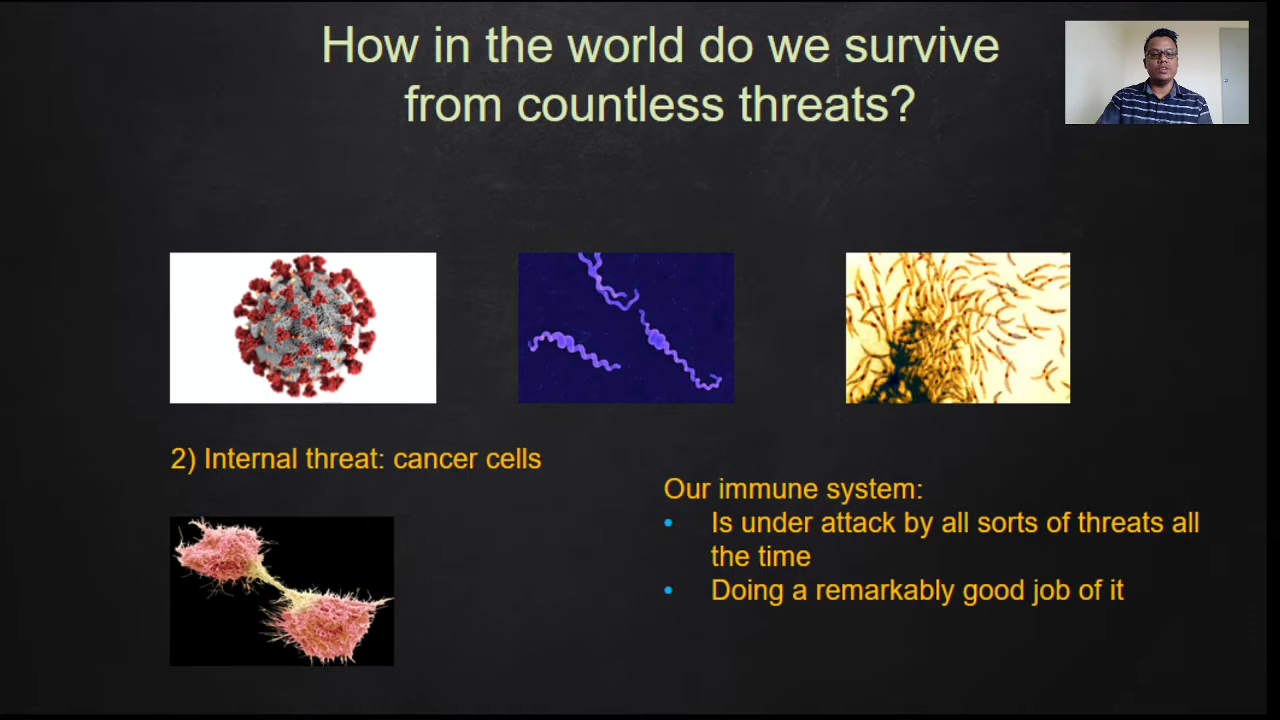 How in the world do we survive
from countless threats?
2) Internal threat: cancer cells
Our immune system:
• Is under attack by all sorts of threats all
the time
• Doing a remarkably good job of it